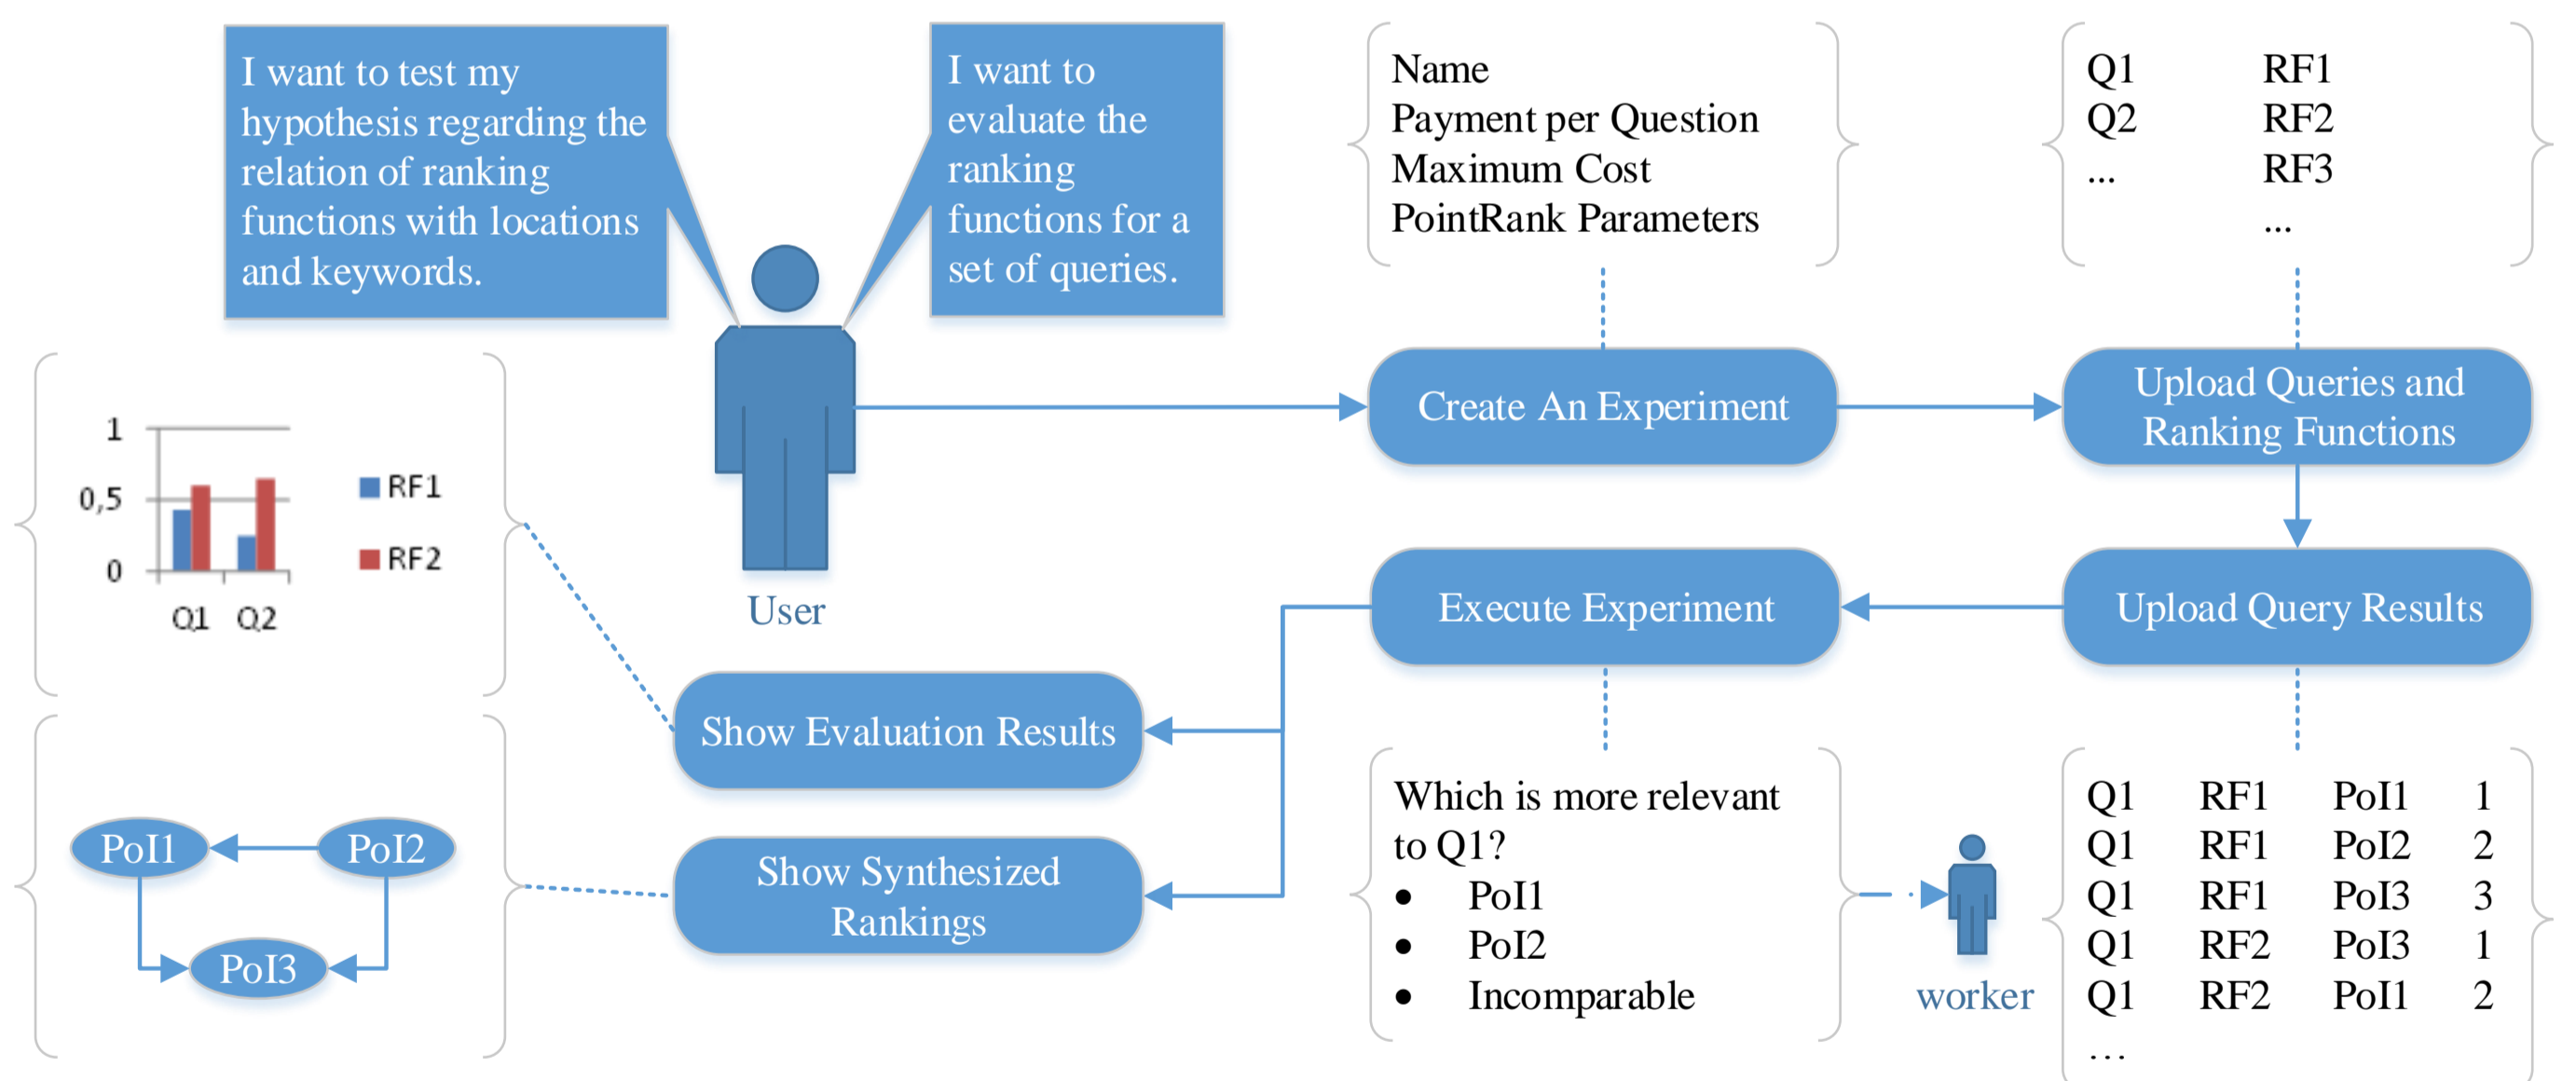 I want to test my
hypothesis regarding the
relation of ranking
functions with locations
and keywords.
I want to
evaluate the
ranking
functions for a
set of queries.
Name
Payment per Question
Maximum Cost
PointRank Parameters
Q1 RF1
Q2 RF2
... RF3
...
User
Create An Experiment
Upload Queries and
Ranking Functions
Upload Query Results
Execute Experiment
Show Evaluation Results
Show Synthesized
Rankings
1
0,5
0
Q1 Q2
RF1
RF2
PoI1
PoI2
PoI3
Which is more relevant
to Q1?
• PoI1
• PoI2
• Incomparable
worker
Q1 RF1 PoI1 1
Q1 RF1 PoI2 2
Q1 RF1 PoI3 3
Q1 RF2 PoI3 1
Q1 RF2 PoI1 2
...